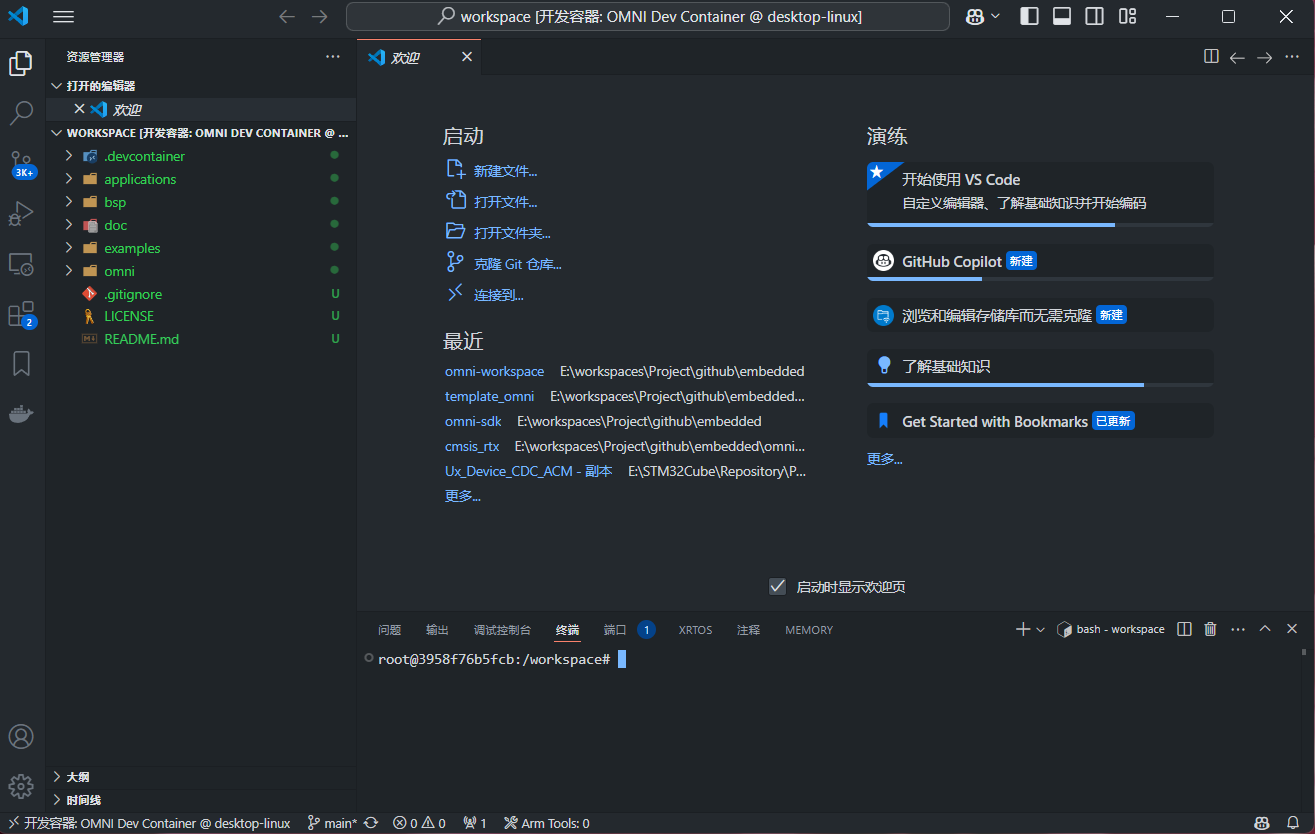 workspace [开发容器: OMNI Dev Container @ desktop-linux]
资源管理器
打开的编辑器
欢迎
WORKSPACE [开发容器: OMNI DEV CONTAINER @ ...
.devcontainer
applications
bsp
doc
examples
omni
.gitignore U
LICENSE U
README.md U
3K+
2
大纲
时间线
欢迎
启动
新建文件...
打开文件...
打开文件夹...
克隆 Git 仓库...
连接到...
最近
omni-workspace E:\workspaces\Project\github\embedded
template_omni E:\workspaces\Project\github\embedded...
omni-sdk E:\workspaces\Project\github\embedded
cmsis_rtx E:\workspaces\Project\github\embedded\omni...
Ux_Device_CDC_ACM - 副本 E:\STM32Cube\Repository\P...
更多...
演练
开始使用 VS Code
自定义编辑器、了解基础知识并开始编码
GitHub Copilot 新建
浏览和编辑存储库而无需克隆 新建
了解基础知识
Get Started with Bookmarks 已更新
更多...
启动时显示欢迎页
问题 输出 调试控制台 终端 端口 1 XRTOS 注释 MEMORY
bash - workspace
root@3958f76b5fcb:/workspace#
开发容器: OMNI Dev Container @ desktop-linux main* 0 0 1 Arm Tools: 0